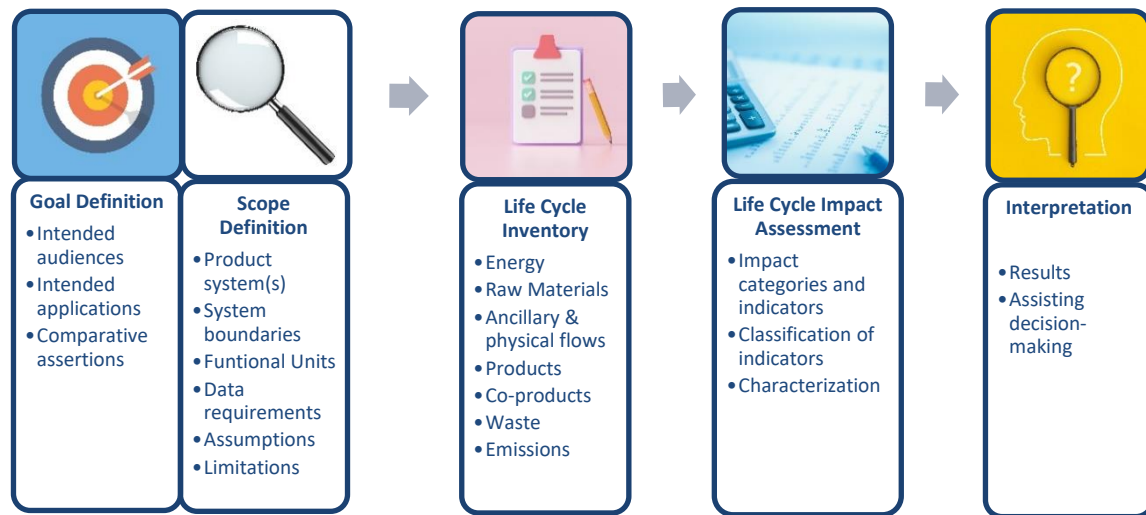 Goal Definition
•Intended
audiences
•Intended
applications
•Comparative
assertions
Scope
Definition
•Product
system(s)
•System
boundaries
•Funtional Units
•Data
requirements
•Assumptions
•Limitations
Life Cycle
Inventory
•Energy
•Raw Materials
•Ancillary &
physical flows
•Products
•Co-products
•Waste
•Emissions
Life Cycle Impact
Assessment
•Impact
categories and
indicators
•Classification of
indicators
•Characterization
?
Interpretation
•Results
•Assisting
decision-
making